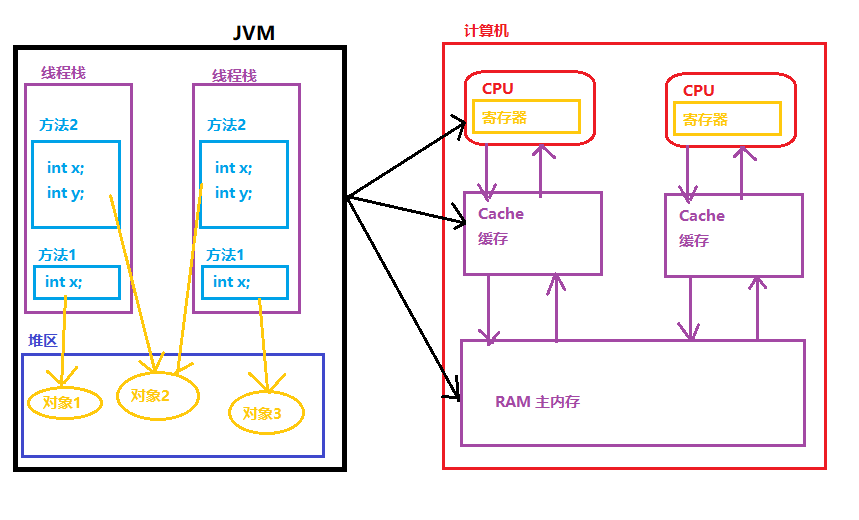 JVM
线程栈
线程栈
方法2
int x;
int y;
方法1
int x;
方法2
int x;
int y;
方法1
int x;
堆区
对象1
对象2
对象3
计算机
CPU
寄存器
CPU
寄存器
Cache
缓存
Cache
缓存
RAM 主内存